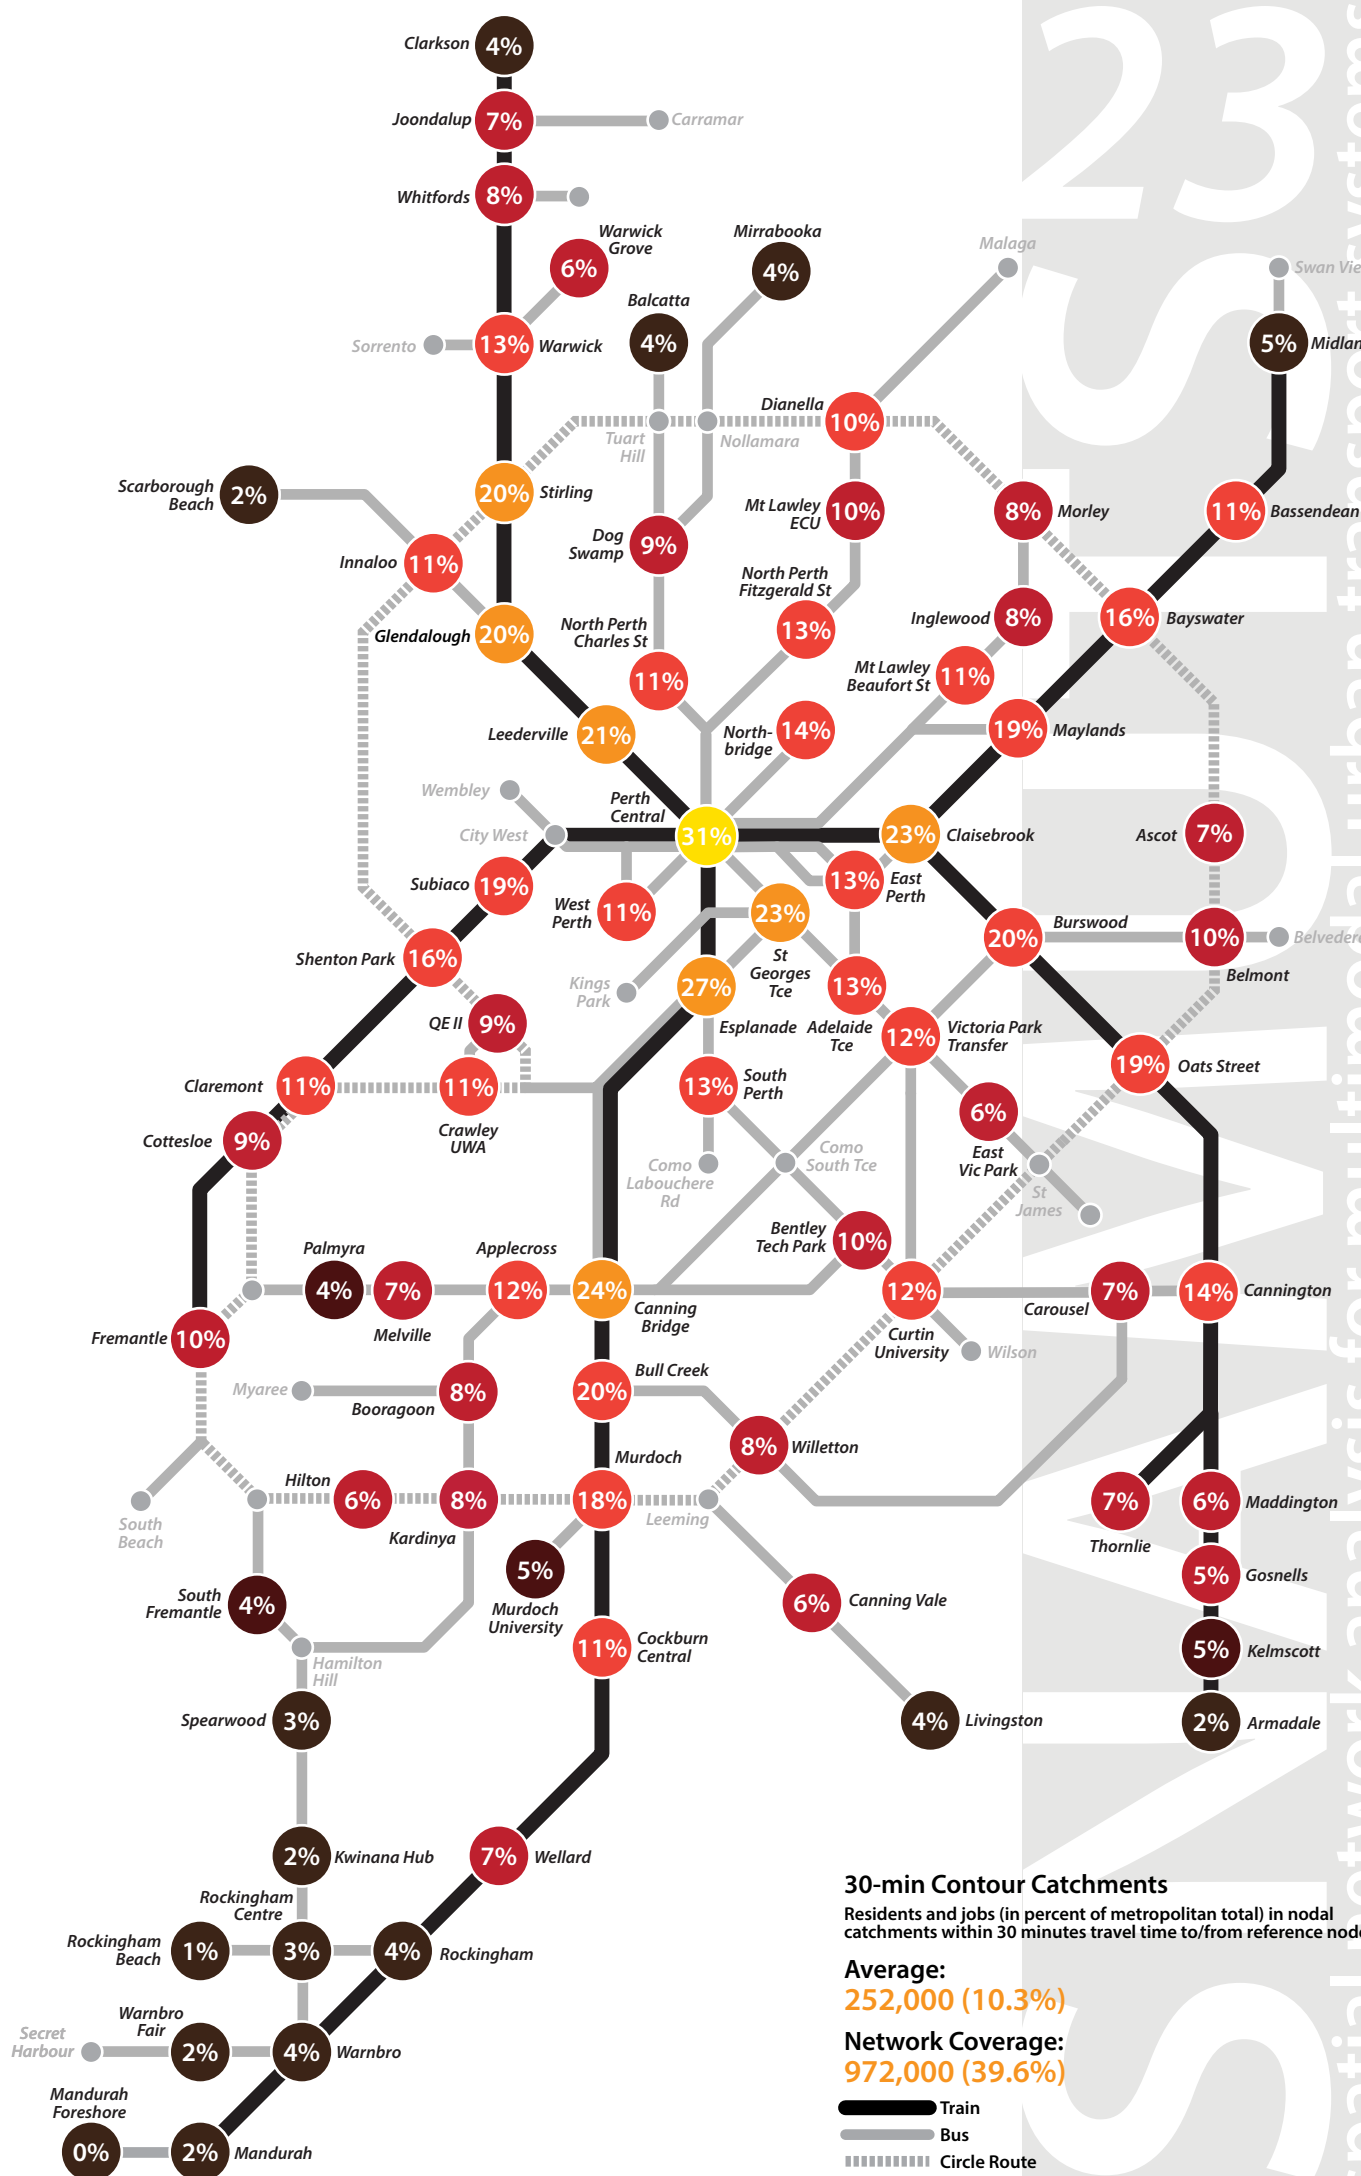 23
Clarkson
4%
Joondalup
7%
Carramar
Whitfords
8%
Warwick
Grove
6%
Mirrabooka
4%
Malaga
Swan Vie
Balcatta
4%
Sorrento
13%
Warwick
5%
Midlan
Dianella
10%
Tuart
Hill
Nollamara
Scarborough
Beach
2%
20%
Stirling
Mt Lawley
ECU
10%
8%
Morley
11%
Bassendean
Dog
Swamp
9%
Innaloo
11%
North Perth
Fitzgerald St
13%
Glendalough
20%
North Perth
Charles St
11%
Inglewood
8%
16%
Bayswater
Mt Lawley
Beaufort St
11%
Leederville
21%
North-
bridge
14%
19%
Maylands
Wembley
Perth
Central
31%
City West
23%
Claisebrook
Ascot
7%
Subiaco
19%
West
Perth
11%
13%
East
Perth
23%
St
Georges
Tce
Burswood
20%
10%
Belmont
Belvedere
Shenton Park
16%
Kings
Park
27%
Esplanade
13%
Adelaide
Tce
QE II
9%
12%
Victoria Park
Transfer
19%
Oats Street
Claremont
11%
11%
Crawley
UWA
13%
South
Perth
6%
East
Vic Park
Cottesloe
9%
Como
Labouchere
Rd
Como
South Tce
St
James
Bentley
Tech Park
10%
Palmyra
4%
7%
Melville
Applecross
12%
24%
Canning
Bridge
12%
Curtin
University
Carousel
7%
14%
Cannington
Fremantle
10%
Wilson
Myaree
8%
Booragoon
20%
Bull Creek
8%
Willetton
Murdoch
18%
Hilton
6%
8%
Kardinya
Leeming
South
Beach
7%
Thornlie
6%
Maddington
5%
Murdoch
University
5%
Gosnells
South
Fremantle
4%
6%
Canning Vale
11%
Cockburn
Central
5%
Kelmscott
Hamilton
Hill
Spearwood
3%
4%
Livingston
2%
Armadale
2%
Kwinana Hub
7%
Wellard
Rockingham
Centre
Rockingham
Beach
1%
3%
4%
Rockingham
Warnbro
Fair
Secret
Harbour
2%
4%
Warnbro
Mandurah
Foreshore
0%
2%
Mandurah
30-min Contour Catchments
Residents and jobs (in percent of metropolitan total) in nodal
catchments within 30 minutes travel time to/from reference node
Average:
252,000 (10.3%)
Network Coverage:
972,000 (39.6%)
Train
Bus
Circle Route